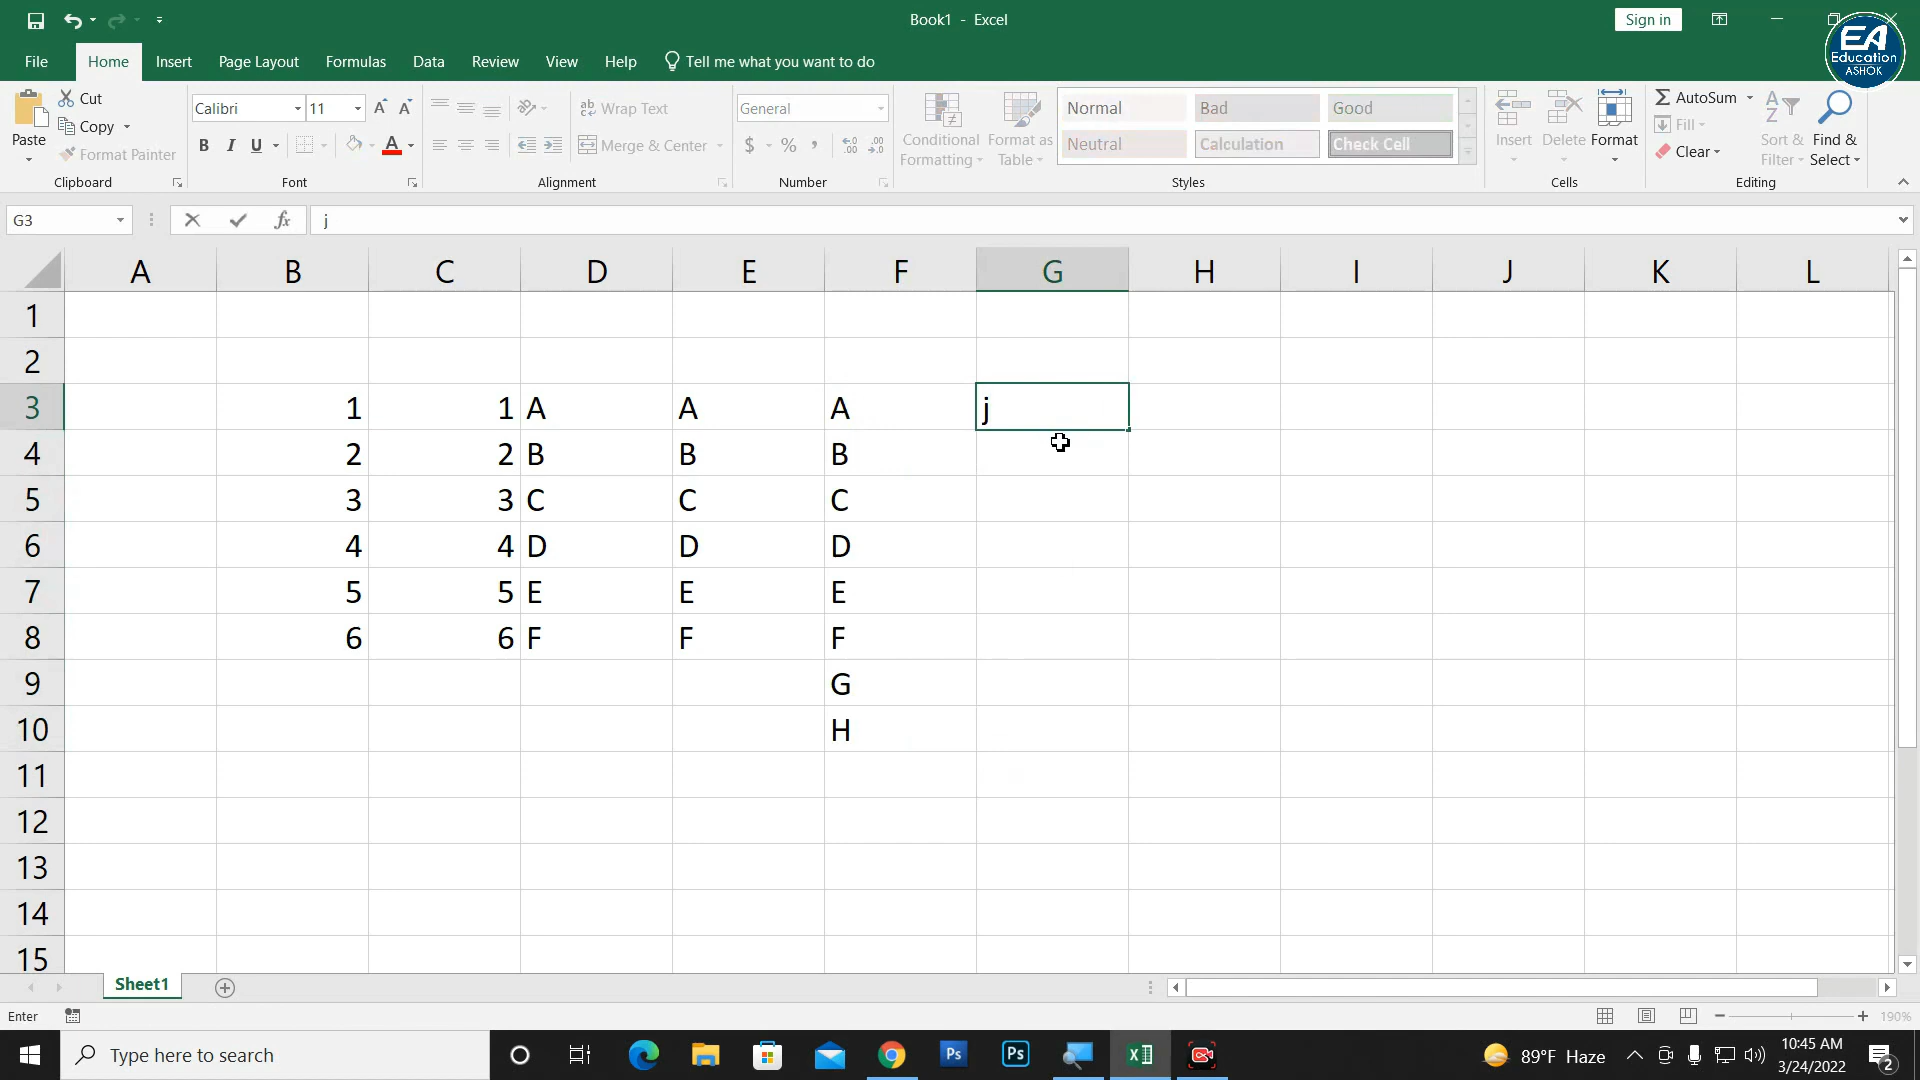 Book1 - Excel
Sign in
EA
Education
ASHOK
File Home Insert Page Layout Formulas Data Review View Help Tell me what you want to do
Paste
Cut
Copy
Format Painter
Clipboard
Calibri 11
B I U A
Font
Wrap Text
Merge & Center
Alignment
General
$ % ,
Number
Conditional Formatting
Format as Table
Normal Bad Good
Neutral Calculation Check Cell
Styles
Insert Delete Format
Cells
AutoSum
Fill
Clear
Sort & Filter
Find & Select
Editing
G3 fx j
A B C D E F G H I J K L
1
2
3 1 1 A A A j
4 2 2 B B B
5 3 3 C C C
6 4 4 D D D
7 5 5 E E E
8 6 6 F F F
9 G
10 H
11
12
13
14
15
Sheet1
Enter
190%
Type here to search
Ps
Ps
89°F Haze
10:45 AM
3/24/2022
2